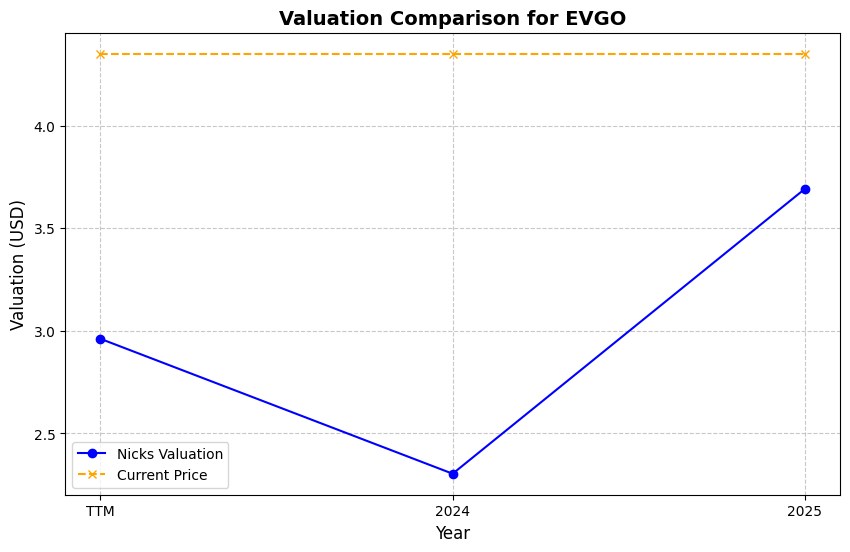 Valuation Comparison for EVGO
Valuation (USD)
4.0
3.5
3.0
2.5
Nicks Valuation
Current Price
TTM
2024
2025
Year